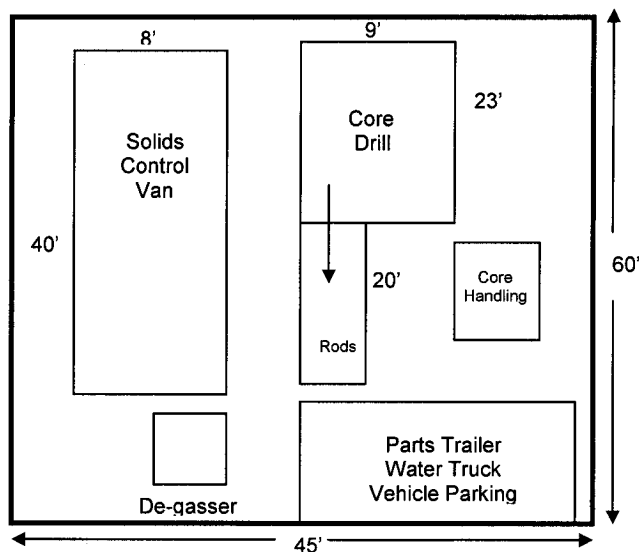 8'
9'
Solids
Control
Van
Core
Drill
23'
40'
20'
60'
Core
Handling
Rods
De-gasser
Parts Trailer
Water Truck
Vehicle Parking
45'